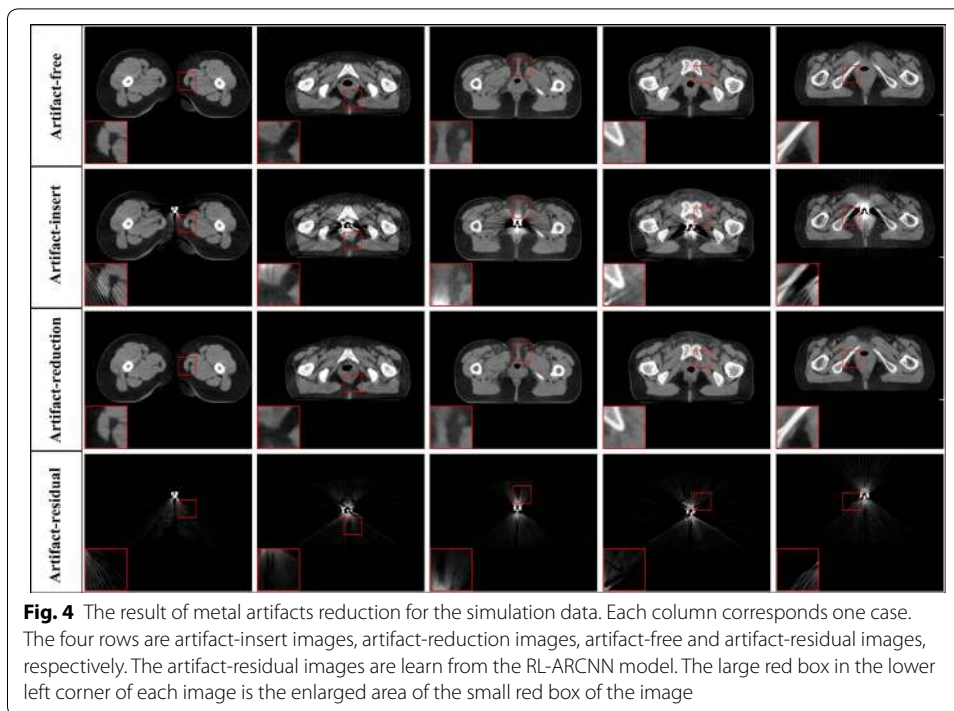 Artifact-free
Artifact-insert
Artifact-reduction
Artifact-residual
Fig. 4 The result of metal artifacts reduction for the simulation data. Each column corresponds one case.
The four rows are artifact-insert images, artifact-reduction images, artifact-free and artifact-residual images,
respectively. The artifact-residual images are learn from the RL-ARCNN model. The large red box in the lower
left corner of each image is the enlarged area of the small red box of the image